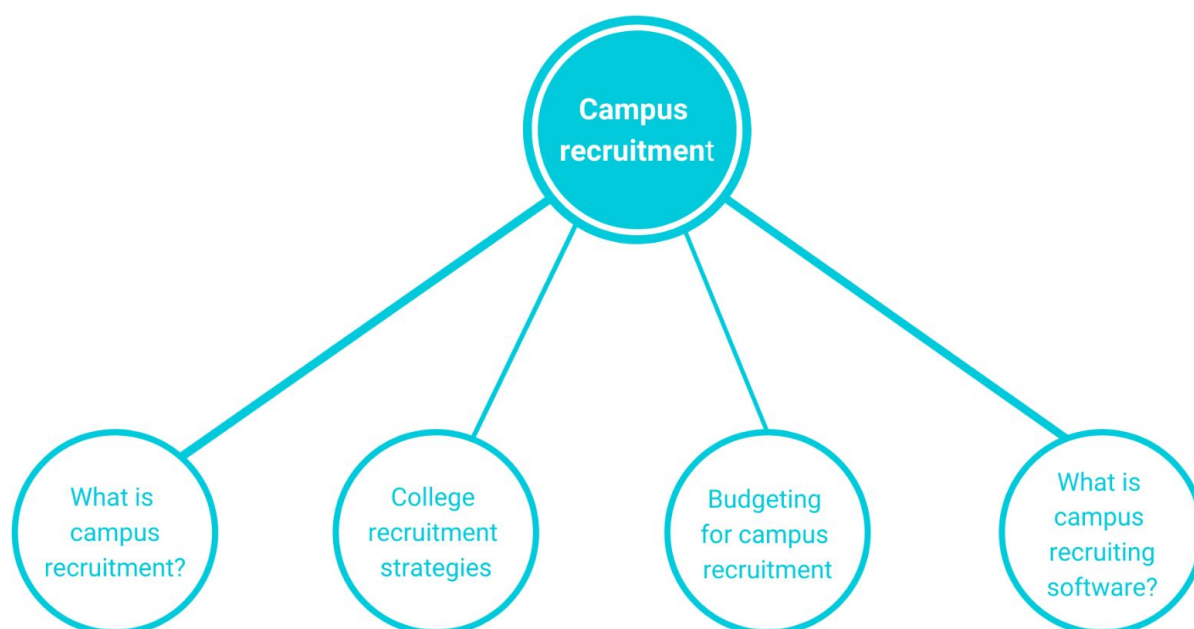 Campus
recruitment
What is
campus
recruitment?
College
recruitment
strategies
Budgeting
for campus
recruitment
What is
campus
recruiting
software?